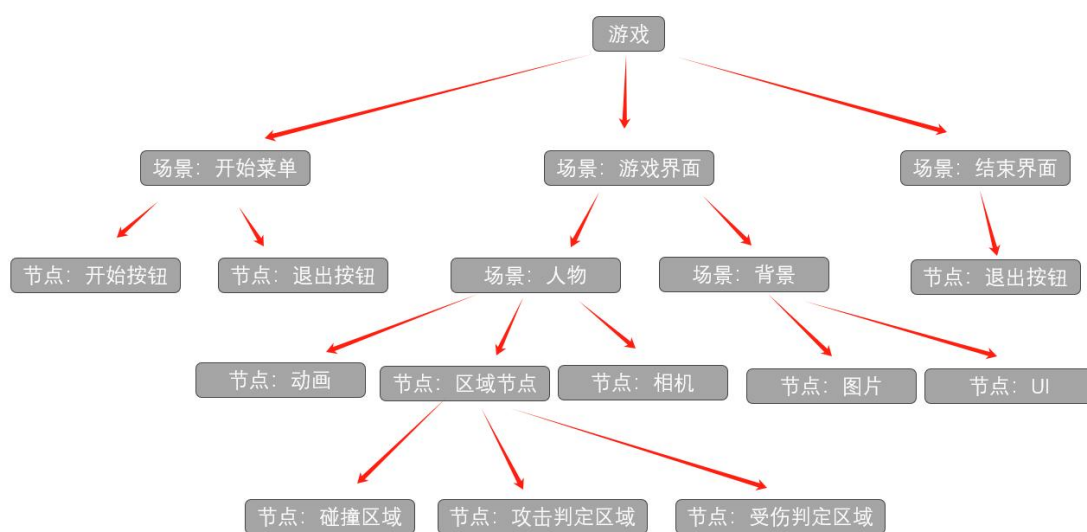 游戏
场景：开始菜单
场景：游戏界面
场景：结束界面
节点：开始按钮
节点：退出按钮
场景：人物
场景：背景
节点：退出按钮
节点：动画
节点：区域节点
节点：相机
节点：图片
节点：UI
节点：碰撞区域
节点：攻击判定区域
节点：受伤判定区域